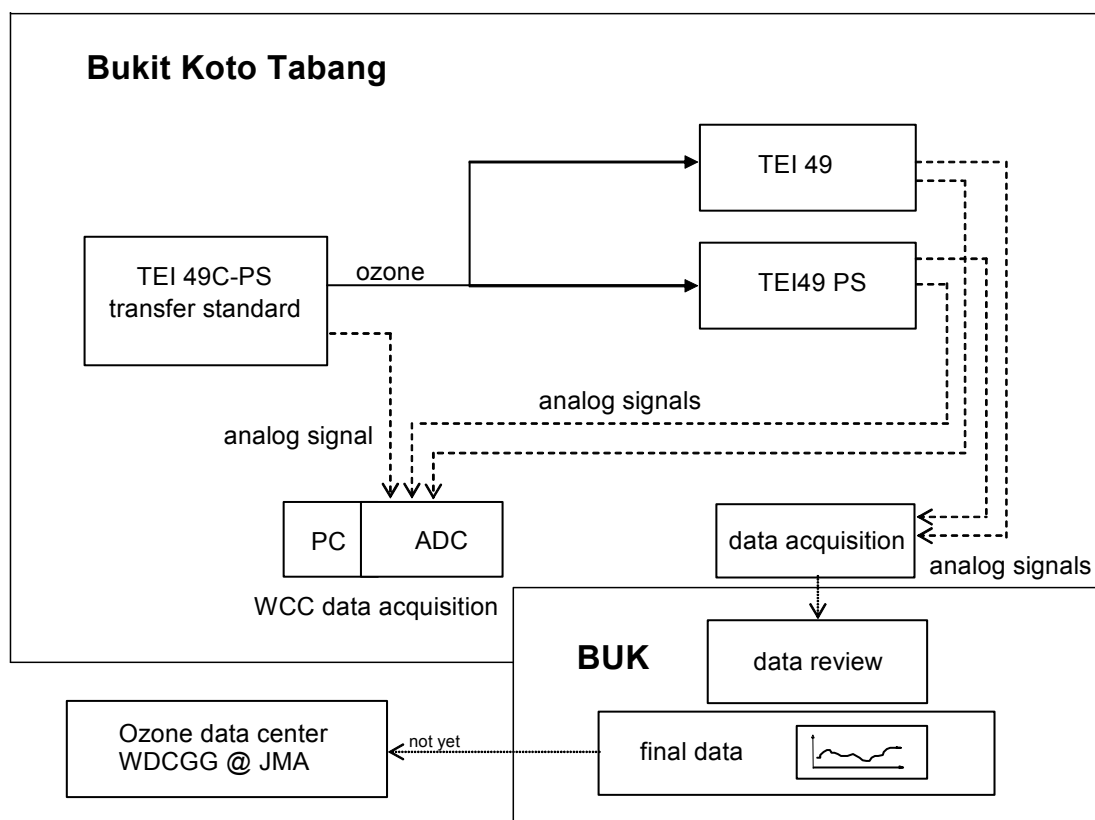 Bukit Koto Tabang
TEI 49
TEI 49C-PS
transfer standard
ozone
TEI49 PS
analog signals
analog signal
PC
ADC
data acquisition
analog signals
WCC data acquisition
BUK
data review
Ozone data center
WDCGG @ JMA
not yet
final data